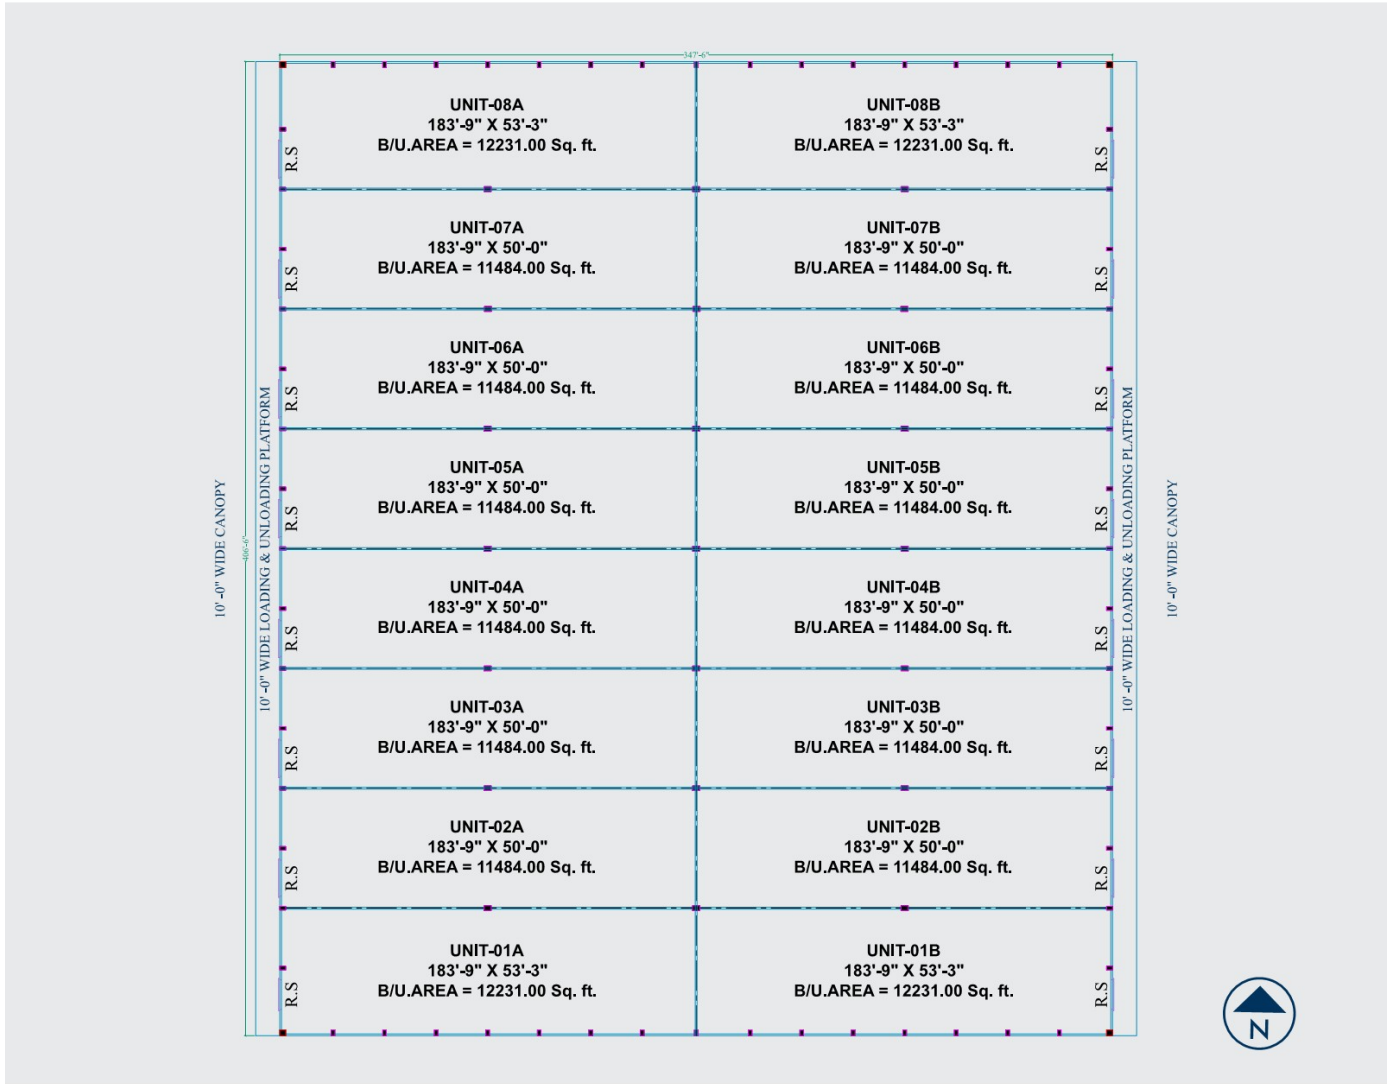 347'-6"
UNIT-08A
183'-9" X 53'-3"
B/U.AREA = 12231.00 Sq. ft.
R.S
UNIT-08B
183'-9" X 53'-3"
B/U.AREA = 12231.00 Sq. ft.
R.S
UNIT-07A
183'-9" X 50'-0"
B/U.AREA = 11484.00 Sq. ft.
R.S
UNIT-07B
183'-9" X 50'-0"
B/U.AREA = 11484.00 Sq. ft.
R.S
UNIT-06A
183'-9" X 50'-0"
B/U.AREA = 11484.00 Sq. ft.
R.S
UNIT-06B
183'-9" X 50'-0"
B/U.AREA = 11484.00 Sq. ft.
R.S
10' -0" WIDE CANOPY
406'-6"
10' -0" WIDE LOADING & UNLOADING PLATFORM
UNIT-05A
183'-9" X 50'-0"
B/U.AREA = 11484.00 Sq. ft.
R.S
UNIT-05B
183'-9" X 50'-0"
B/U.AREA = 11484.00 Sq. ft.
R.S
10' -0" WIDE LOADING & UNLOADING PLATFORM
10' -0" WIDE CANOPY
UNIT-04A
183'-9" X 50'-0"
B/U.AREA = 11484.00 Sq. ft.
R.S
UNIT-04B
183'-9" X 50'-0"
B/U.AREA = 11484.00 Sq. ft.
R.S
UNIT-03A
183'-9" X 50'-0"
B/U.AREA = 11484.00 Sq. ft.
R.S
UNIT-03B
183'-9" X 50'-0"
B/U.AREA = 11484.00 Sq. ft.
R.S
UNIT-02A
183'-9" X 50'-0"
B/U.AREA = 11484.00 Sq. ft.
R.S
UNIT-02B
183'-9" X 50'-0"
B/U.AREA = 11484.00 Sq. ft.
R.S
UNIT-01A
183'-9" X 53'-3"
B/U.AREA = 12231.00 Sq. ft.
R.S
UNIT-01B
183'-9" X 53'-3"
B/U.AREA = 12231.00 Sq. ft.
R.S
N